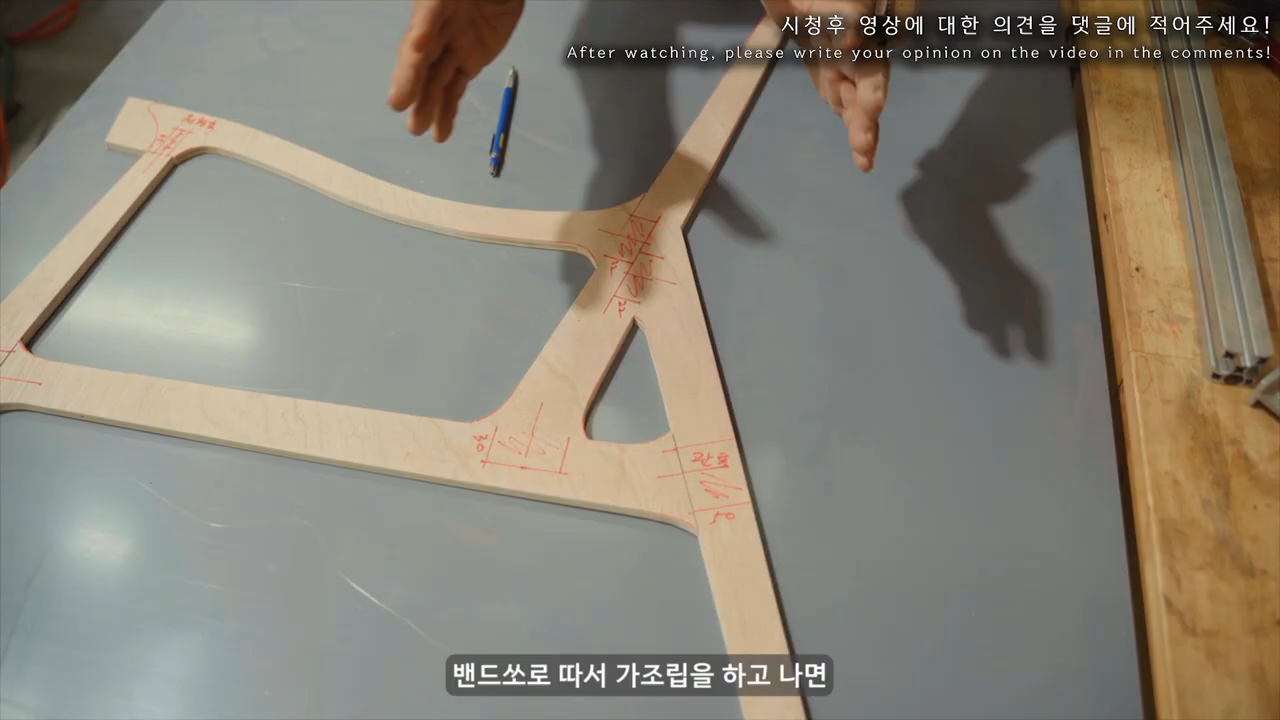 시청후 영상에 대한 의견을 댓글에 적어주세요!
After watching, please write your opinion on the video in the comments!
관통
밴드쏘로 따서 가조립을 하고 나면